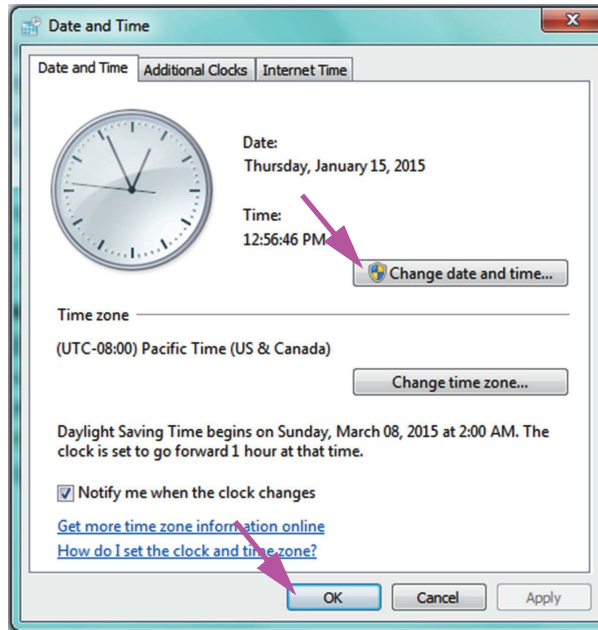 Date and Time
Date and Time
Additional Clocks
Internet Time
Date:
Thursday, January 15, 2015
Time:
12:56:46 PM
Change date and time...
Time zone
(UTC-08:00) Pacific Time (US & Canada)
Change time zone...
Daylight Saving Time begins on Sunday, March 08, 2015 at 2:00 AM. The
clock is set to go forward 1 hour at that time.
Notify me when the clock changes
Get more time zone information online
How do I set the clock and time zone?
OK
Cancel
Apply